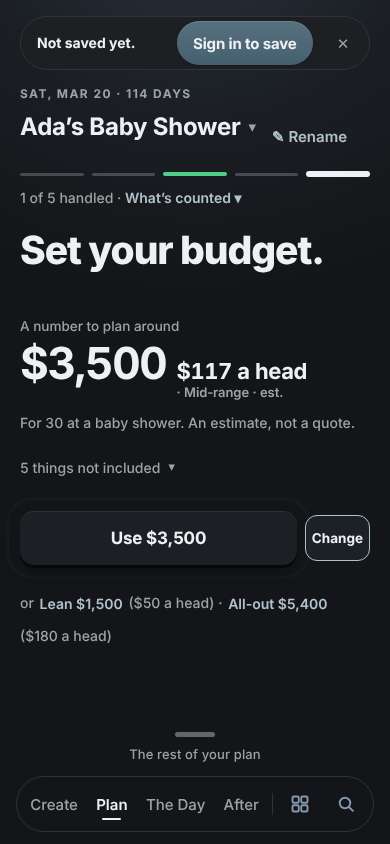 Not saved yet.
Sign in to save
×
SAT, MAR 20 · 114 DAYS
Ada's Baby Shower ▾
✎ Rename
1 of 5 handled · What's counted ▾
Set your budget.
A number to plan around
$3,500 $117 a head
· Mid-range · est.
For 30 at a baby shower. An estimate, not a quote.
5 things not included ▾
Use $3,500
Change
or Lean $1,500 ($50 a head) · All-out $5,400
($180 a head)
The rest of your plan
Create Plan The Day After